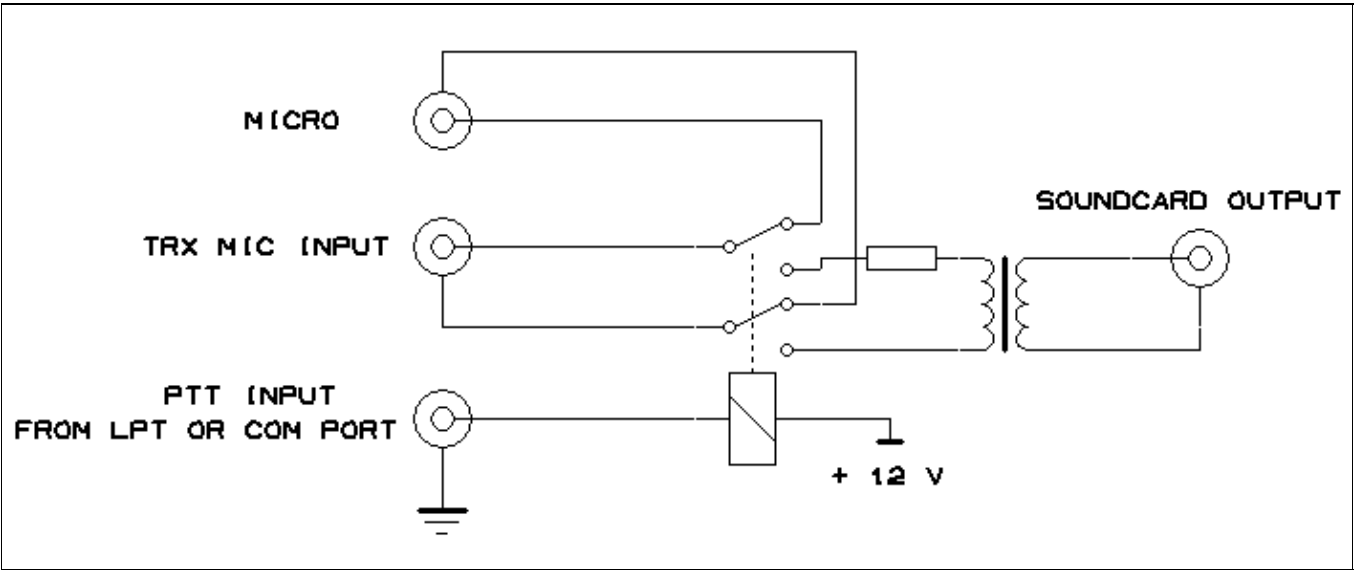 MICRO
SOUNDCARD OUTPUT
TRX MIC INPUT
PTT INPUT
FROM LPT OR COM PORT
+ 12 V